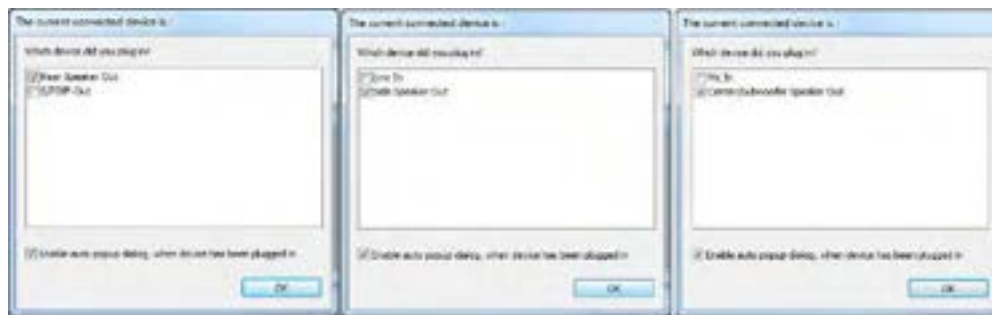 The current connected device is :
Which device did you plug in?
Rear Speaker Out
S/PDIF-Out
Enable auto popup dialog, when device has been plugged in
OK
The current connected device is :
Which device did you plug in?
Line In
Side Speaker Out
Enable auto popup dialog, when device has been plugged in
OK
The current connected device is :
Which device did you plug in?
Mic In
Center/Subwoofer Speaker Out
Enable auto popup dialog, when device has been plugged in
OK